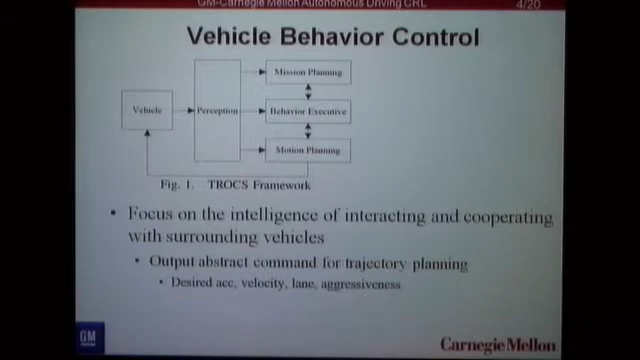 GM-Carnegie Mellon Autonomous Driving CRL 4/20
Vehicle Behavior Control
Mission Planning
Vehicle
Perception
Behavior Executive
Motion Planning
Fig. 1. TROCS Framework
• Focus on the intelligence of interacting and cooperating
with surrounding vehicles
• Output abstract command for trajectory planning
• Desired acc, velocity, lane, aggressiveness
GM
Carnegie Mellon